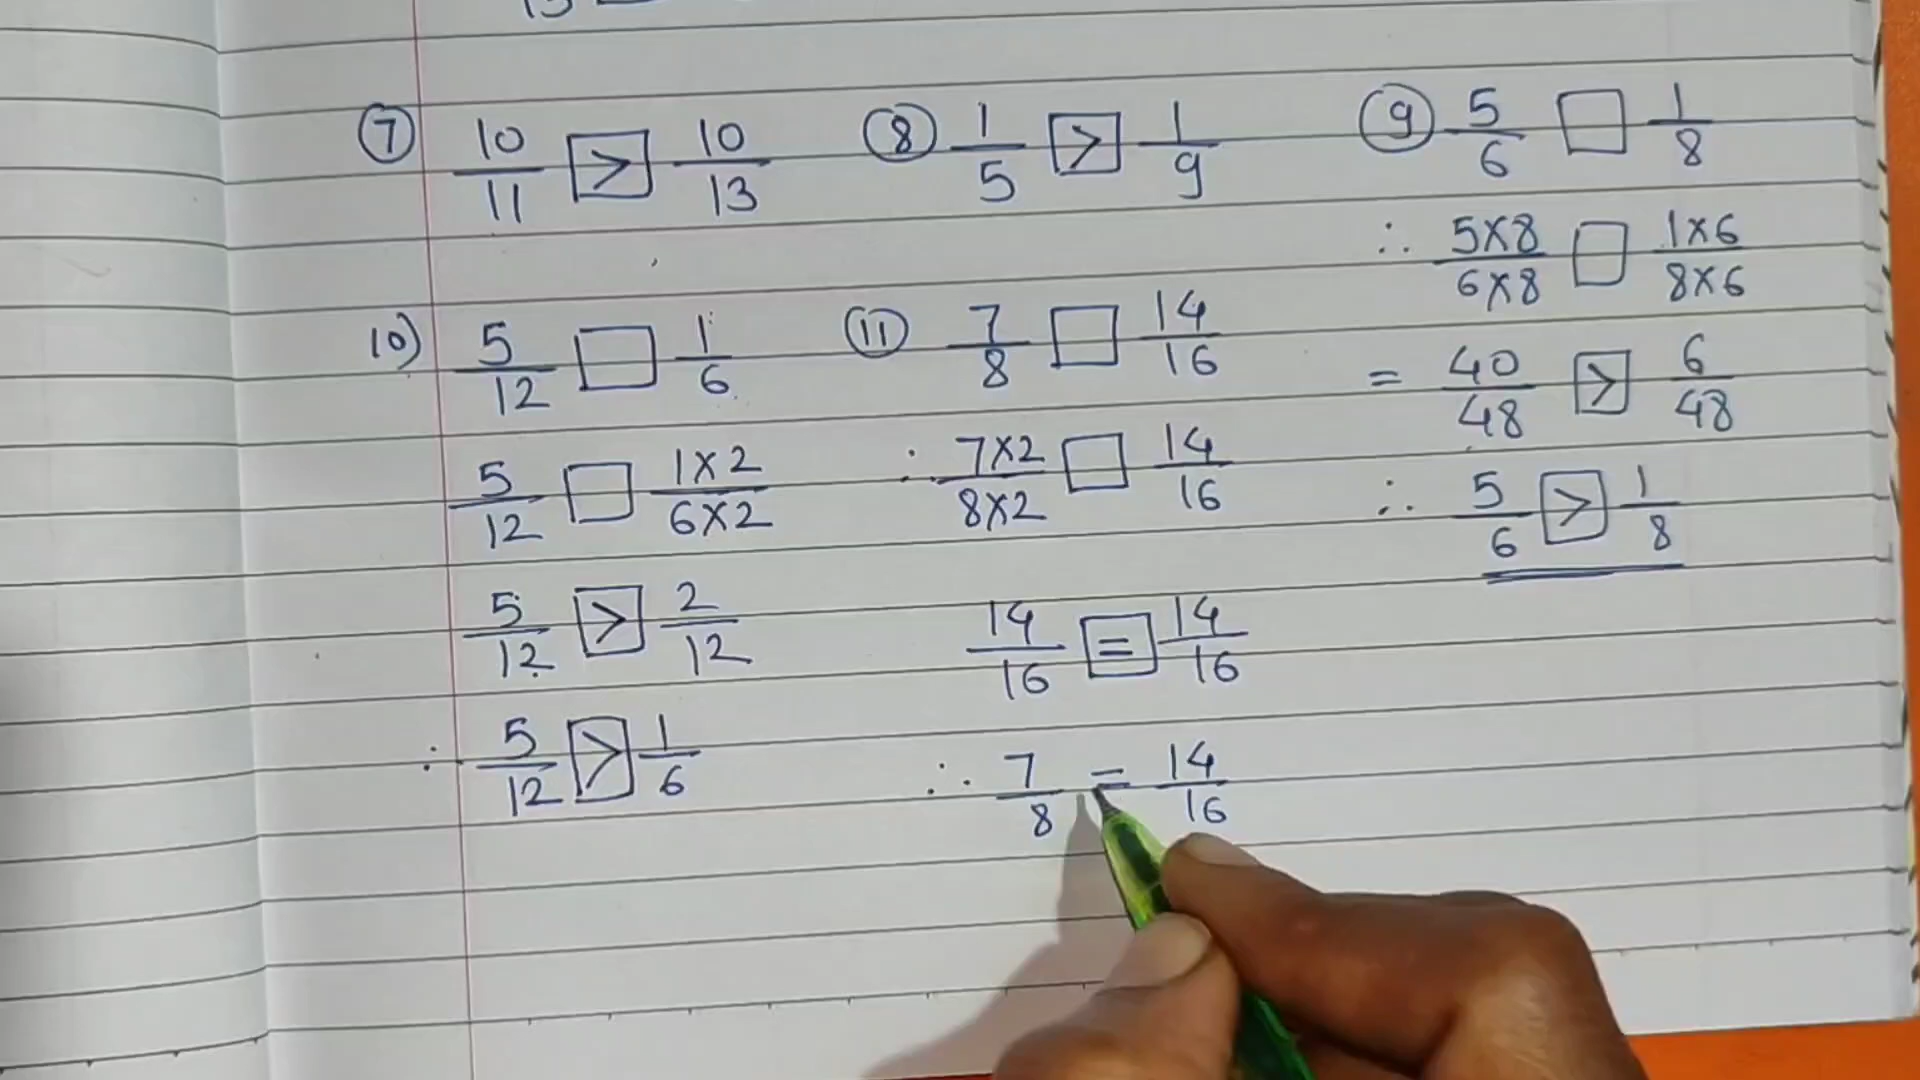 13
⑦ 10/11 [>] 10/13
⑧ 1/5 [>] 1/9
⑨ 5/6 □ 1/8
∴ 5×8/6×8 □ 1×6/8×6
= 40/48 [>] 6/48
∴ 5/6 [>] 1/8
10) 5/12 □ 1/6
5/12 □ 1×2/6×2
5/12 [>] 2/12
∴ 5/12 [>] 1/6
⑪ 7/8 □ 14/16
∴ 7×2/8×2 □ 14/16
14/16 [=] 14/16
∴ 7/8 = 14/16